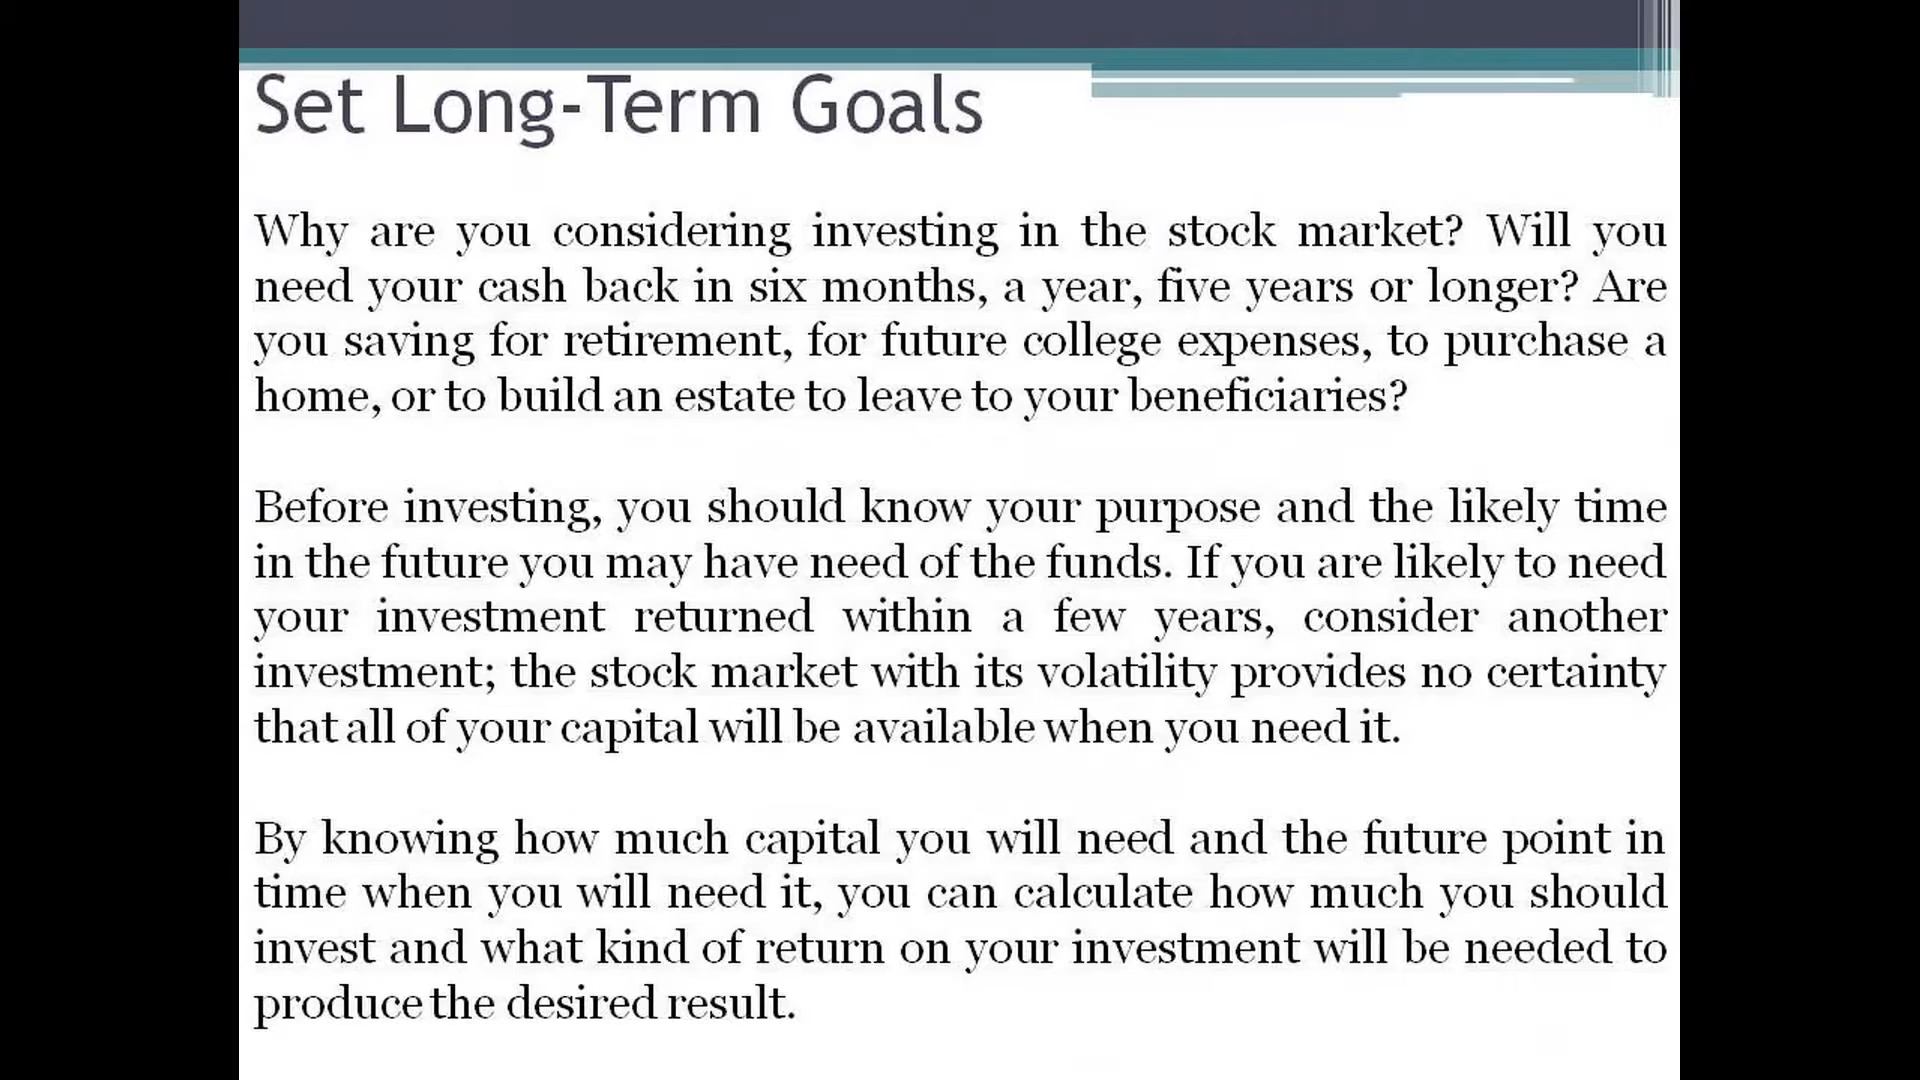 Set Long-Term Goals
Why are you considering investing in the stock market? Will you
need your cash back in six months, a year, five years or longer? Are
you saving for retirement, for future college expenses, to purchase a
home, or to build an estate to leave to your beneficiaries?
Before investing, you should know your purpose and the likely time
in the future you may have need of the funds. If you are likely to need
your investment returned within a few years, consider another
investment; the stock market with its volatility provides no certainty
that all of your capital will be available when you need it.
By knowing how much capital you will need and the future point in
time when you will need it, you can calculate how much you should
invest and what kind of return on your investment will be needed to
produce the desired result.